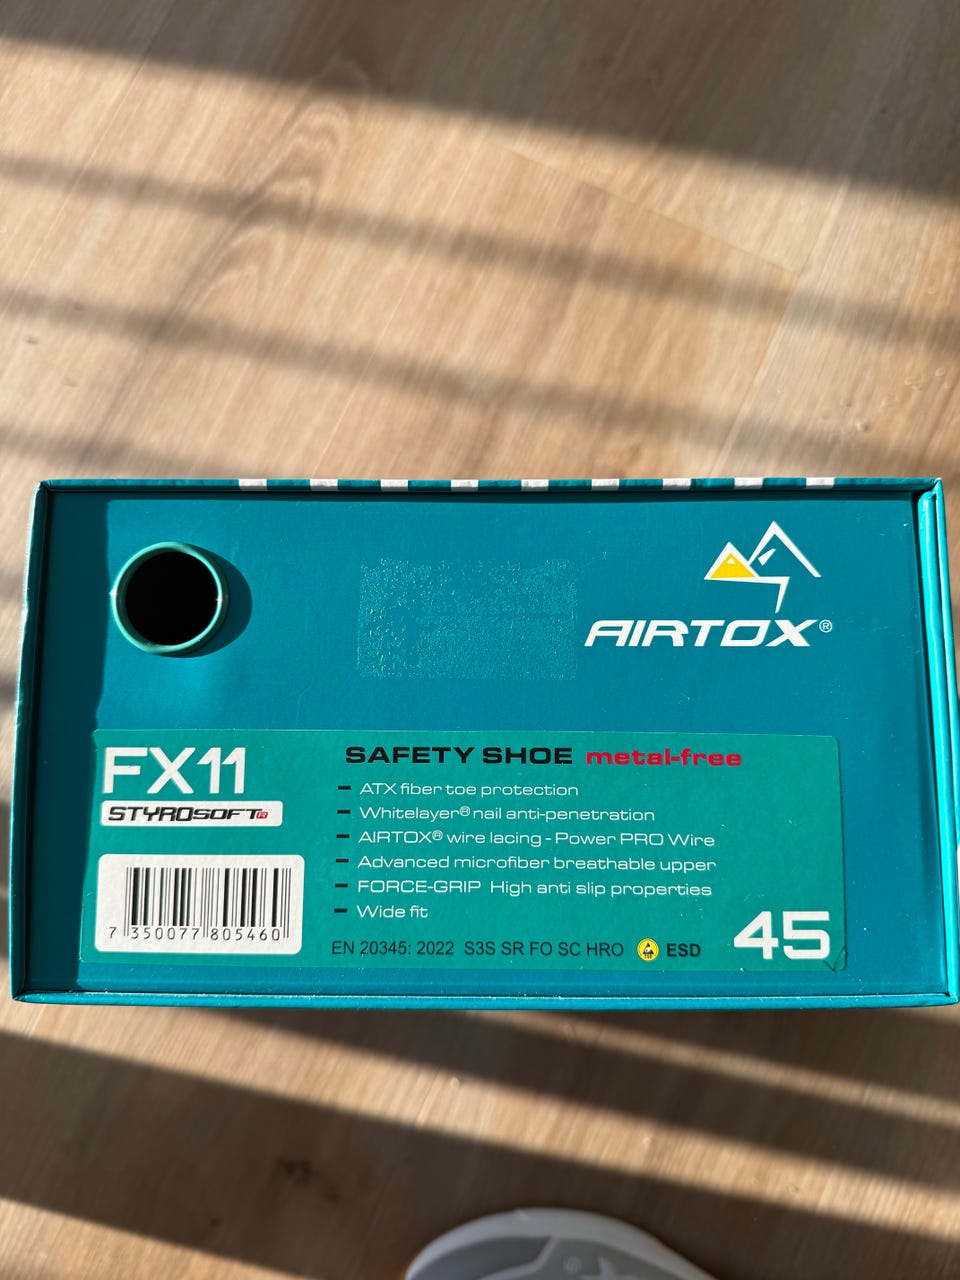 AIRTOX®
FX11
STYROSOFT
SAFETY SHOE metal-free
- ATX fiber toe protection
- Whitelayer® nail anti-penetration
- AIRTOX® wire lacing - Power PRO Wire
- Advanced microfiber breathable upper
- FORCE-GRIP High anti slip properties
- Wide fit
7 350077 805460
EN 20345: 2022 S3S SR FO SC HRO ESD
45